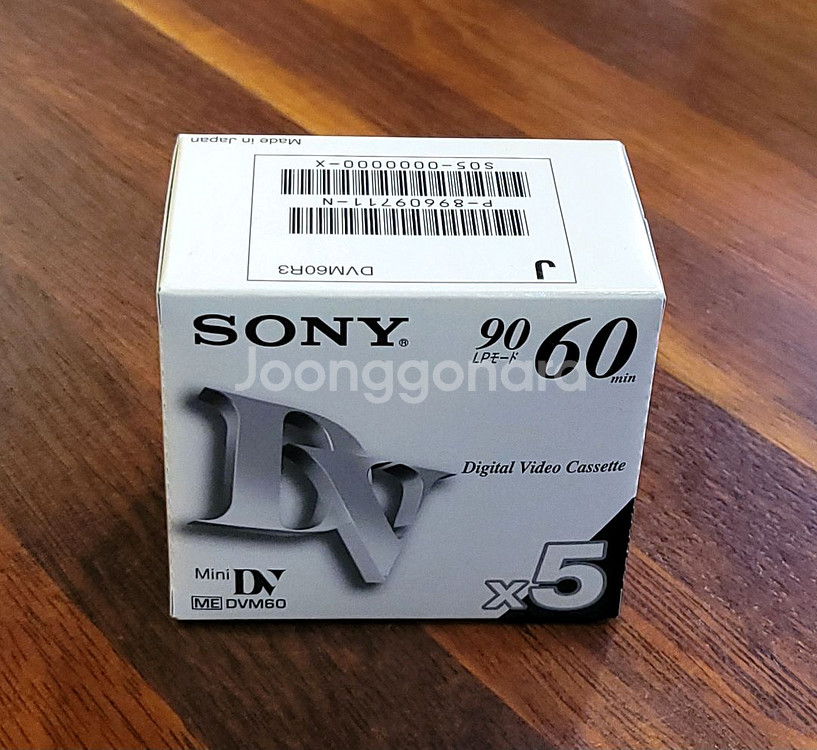 Made in Japan
S05-0000000-X
P-89609711-N
DVM60R3
J
SONY®
90 60
LPモード min
Joonggonara
DV
Digital Video Cassette
Mini DV
ME DVM60
x5